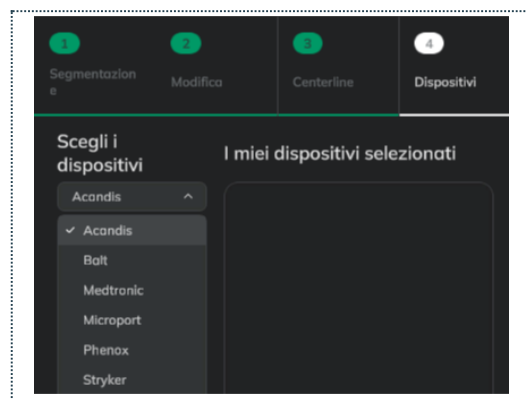 1
2
3
4
Segmentazion
e
Modifica
Centerline
Dispositivi
Scegli i
dispositivi
I miei dispositivi selezionati
Acandis
Acandis
Balt
Medtronic
Microport
Phenox
Stryker